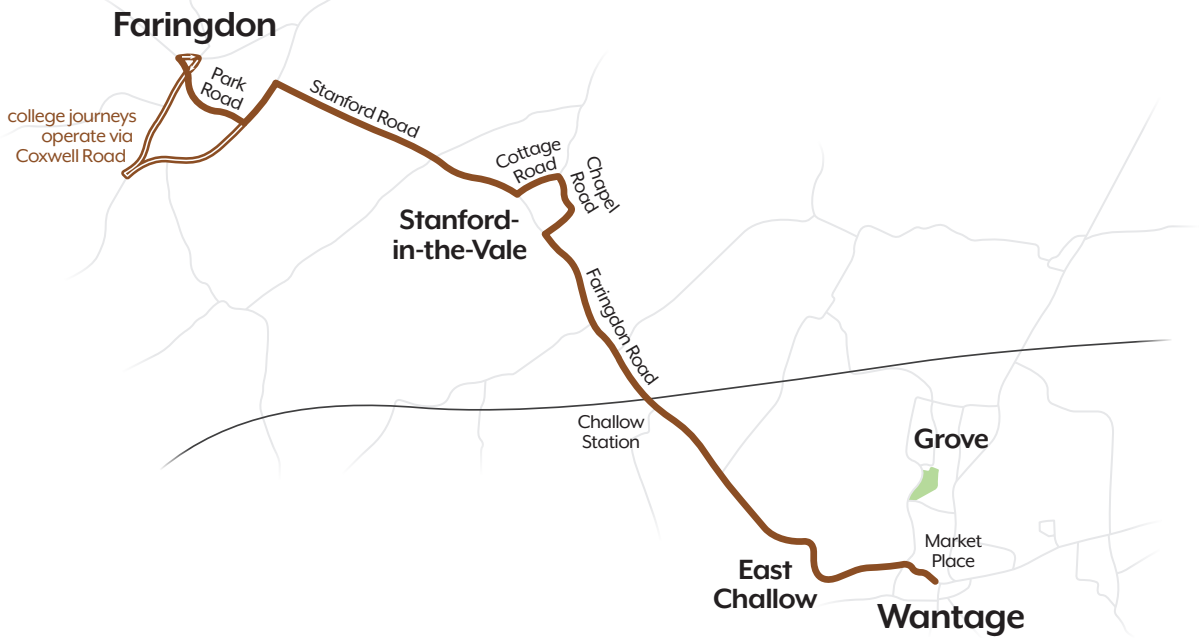 Faringdon
Park
Road
Stanford Road
college journeys
operate via
Coxwell Road
Cottage
Road
Chapel
Road
Stanford-
in-the-Vale
Faringdon Road
Challow
Station
Grove
Market
Place
East
Challow
Wantage